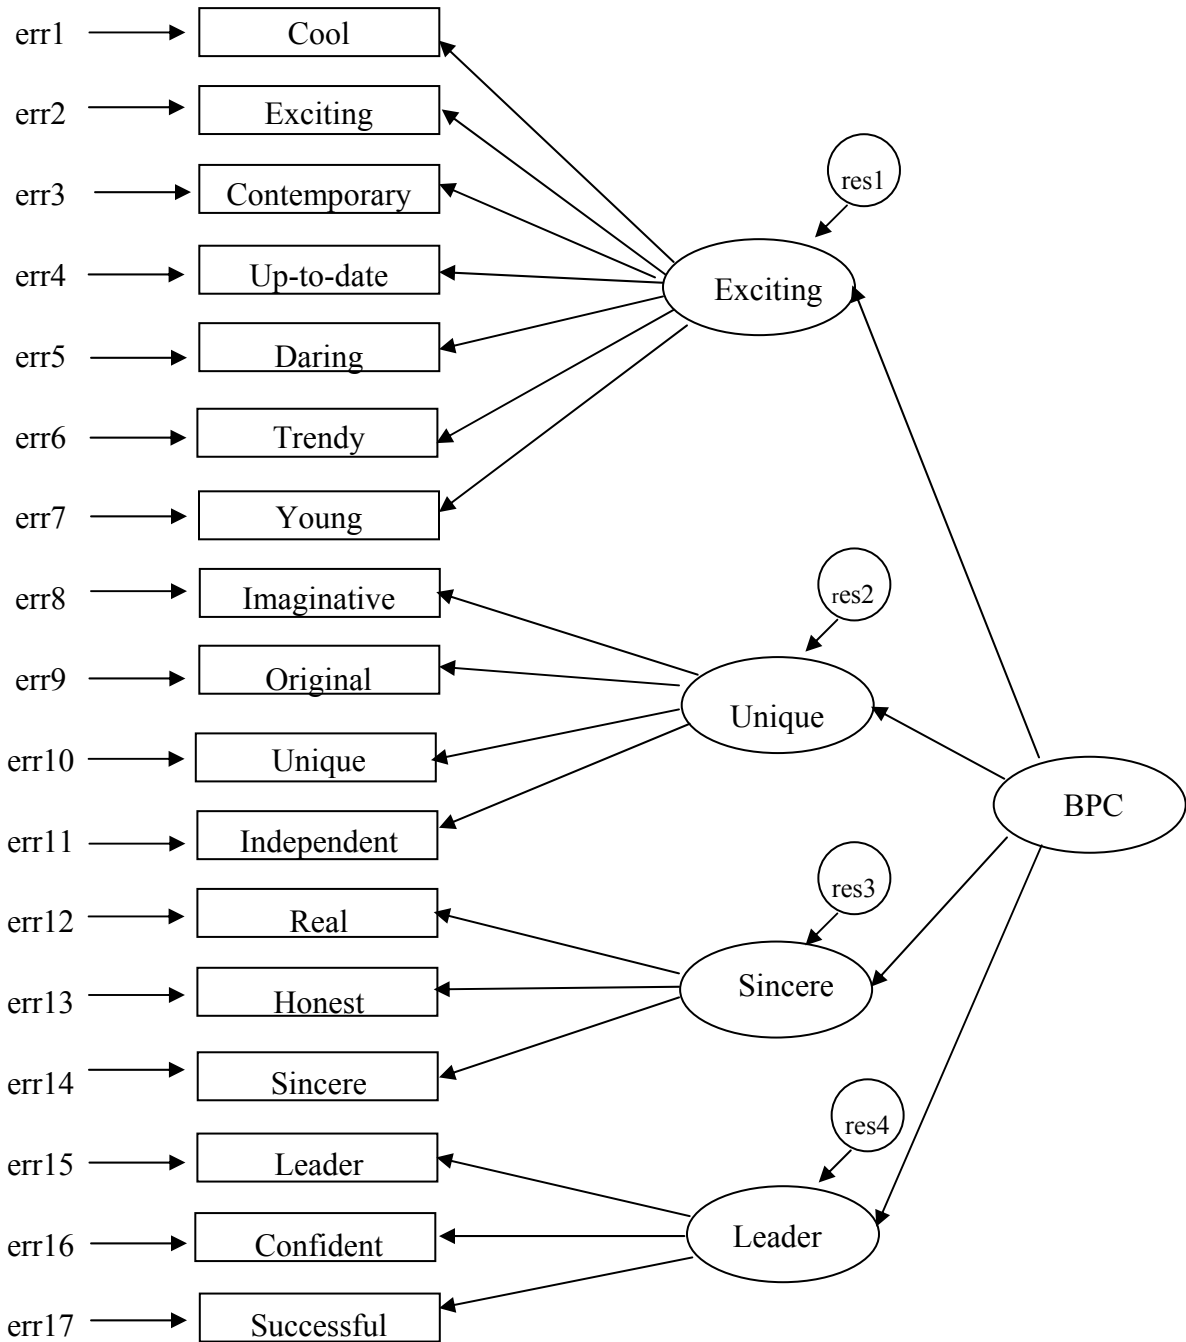 err1
Cool
err2
Exciting
res1
err3
Contemporary
err4
Up-to-date
Exciting
err5
Daring
err6
Trendy
err7
Young
err8
Imaginative
res2
err9
Original
Unique
err10
Unique
BPC
err11
Independent
res3
err12
Real
Sincere
err13
Honest
err14
Sincere
res4
err15
Leader
Leader
err16
Confident
err17
Successful